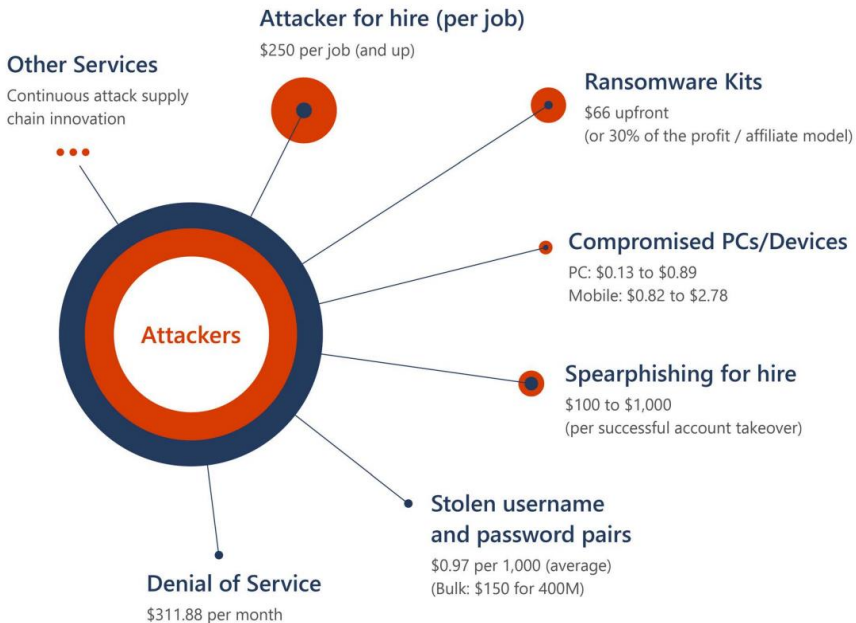 Attacker for hire (per job)
$250 per job (and up)
Other Services
Continuous attack supply
chain innovation
Ransomware Kits
$66 upfront
(or 30% of the profit / affiliate model)
Compromised PCs/Devices
PC: $0.13 to $0.89
Mobile: $0.82 to $2.78
Attackers
Spearphishing for hire
$100 to $1,000
(per successful account takeover)
Stolen username
and password pairs
$0.97 per 1,000 (average)
(Bulk: $150 for 400M)
Denial of Service
$311.88 per month